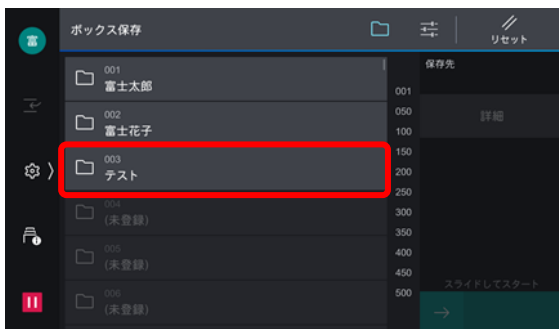 富
ボックス保存
リセット
001
富士太郎
002
富士花子
003
テスト
004
(未登録)
005
(未登録)
006
(未登録)
001
050
100
150
200
250
300
350
400
450
500
保存先
詳細
スライドしてスタート